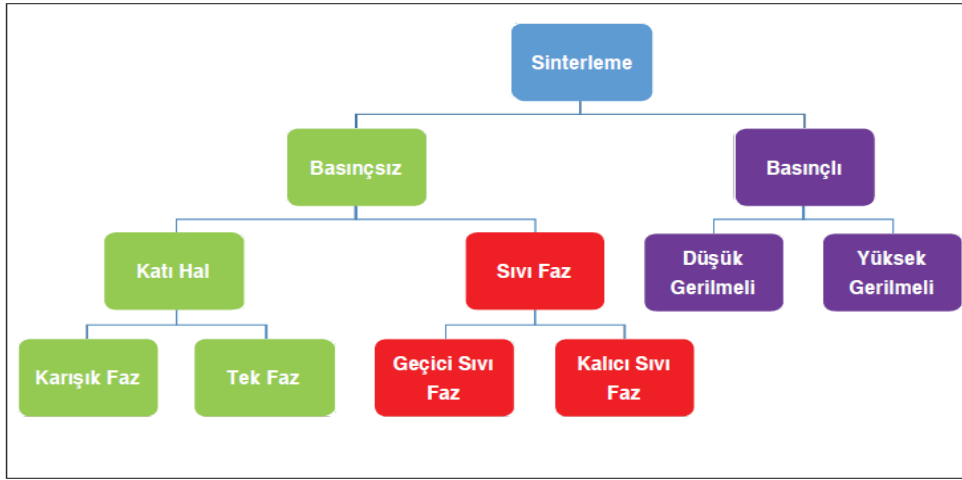 Sinterleme
Basınçsız
Basınçlı
Katı Hal
Sıvı Faz
Düşük
Gerilmeli
Yüksek
Gerilmeli
Karışık Faz
Tek Faz
Geçici Sıvı
Faz
Kalıcı Sıvı
Faz